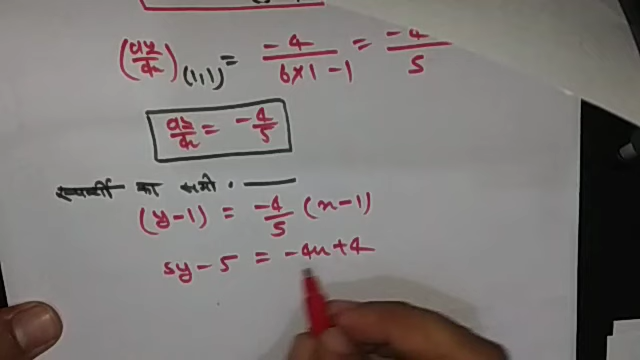 (dy/dx)(1,1) = -4/(6×1-1) = -4/5
dy/dx = -4/5
स्पर्शी का समी.
(y-1) = -4/5 (x-1)
5y-5 = -4x+4